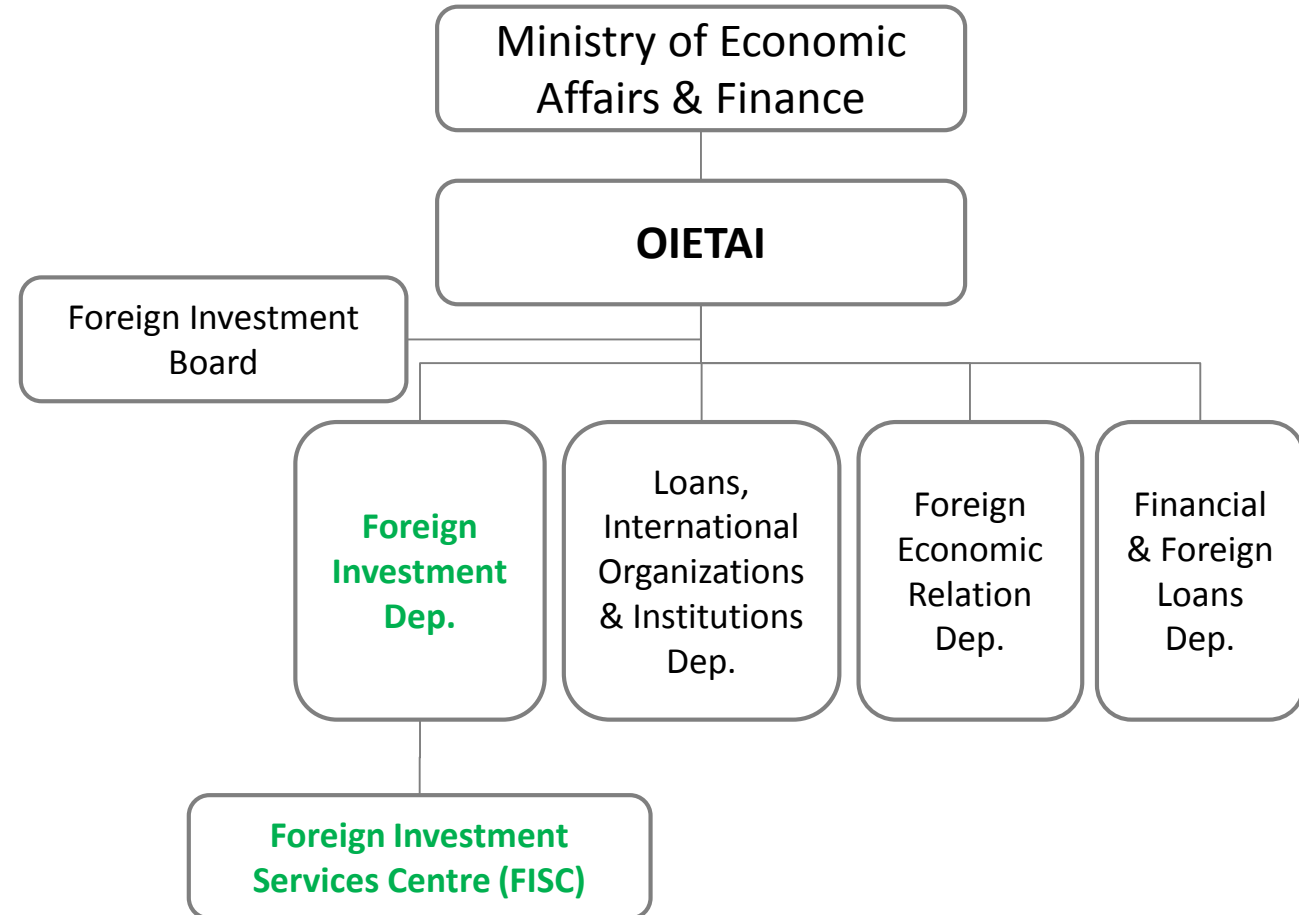 Ministry of Economic
Affairs & Finance
OIETAI
Foreign Investment
Board
Foreign
Investment
Dep.
Loans,
International
Organizations
& Institutions
Dep.
Foreign
Economic
Relation
Dep.
Financial
& Foreign
Loans
Dep.
Foreign Investment
Services Centre (FISC)